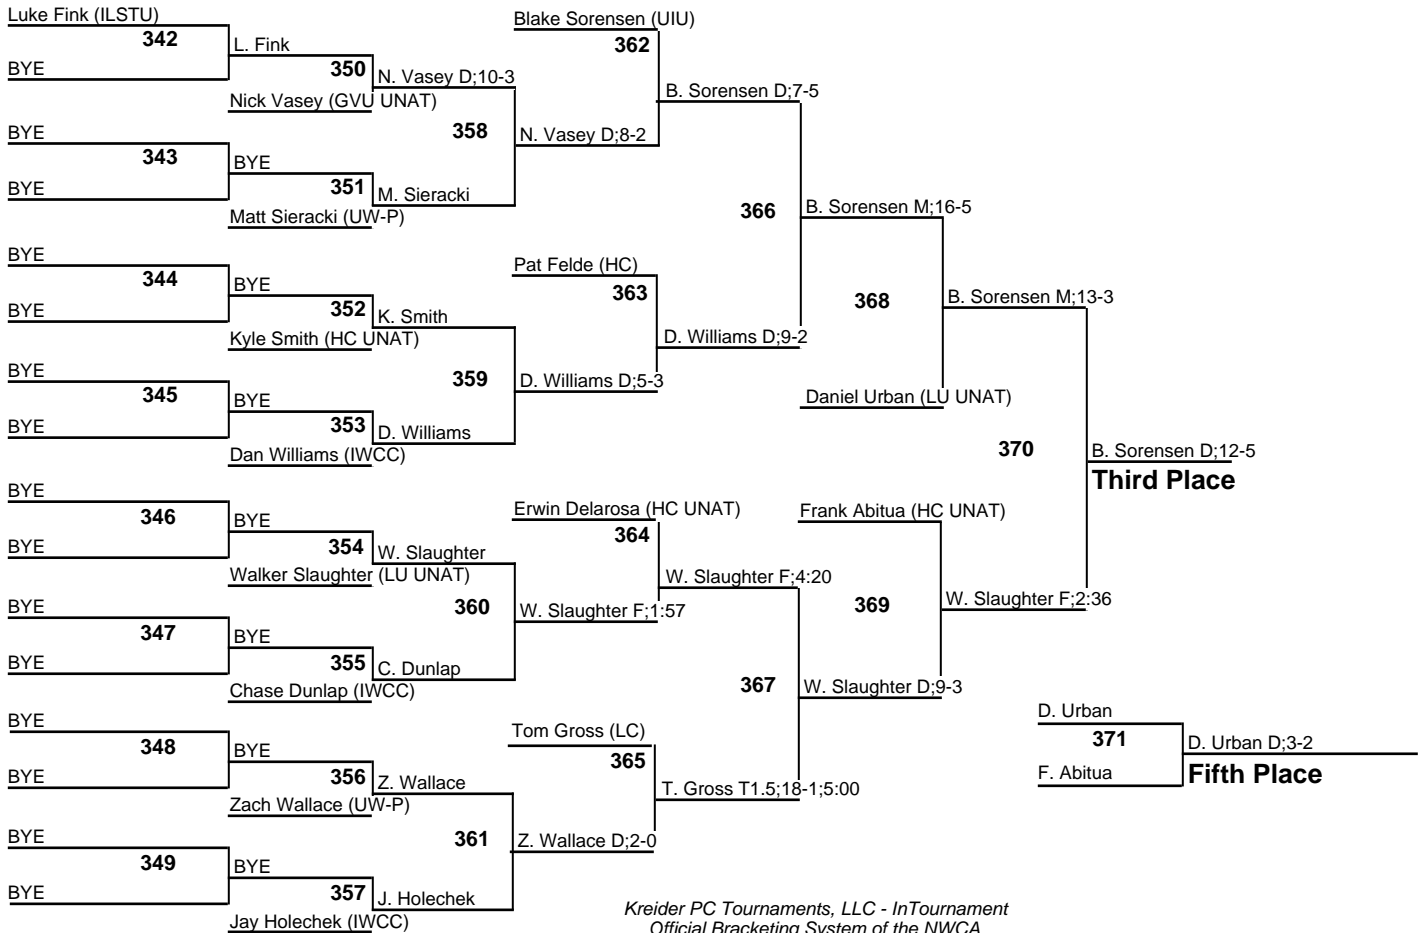 Luke Fink (ILSTU)
342
BYE
L. Fink
350
Nick Vasey (GVU UNAT)
N. Vasey D;10-3
BYE
343
BYE
BYE
351
Matt Sieracki (UW-P)
M. Sieracki
358
N. Vasey D;8-2
Blake Sorensen (UIU)
362
B. Sorensen D;7-5
BYE
344
BYE
BYE
352
Kyle Smith (HC UNAT)
K. Smith
BYE
345
BYE
BYE
353
Dan Williams (IWCC)
D. Williams
359
D. Williams D;5-3
Pat Felde (HC)
363
D. Williams D;9-2
366
B. Sorensen M;16-5
368
Daniel Urban (LU UNAT)
B. Sorensen M;13-3
BYE
346
BYE
BYE
354
Walker Slaughter (LU UNAT)
W. Slaughter
BYE
347
BYE
BYE
355
Chase Dunlap (IWCC)
C. Dunlap
360
W. Slaughter F;1:57
Erwin Delarosa (HC UNAT)
364
W. Slaughter F;4:20
BYE
348
BYE
BYE
356
Zach Wallace (UW-P)
Z. Wallace
BYE
349
BYE
BYE
357
Jay Holechek (IWCC)
J. Holechek
361
Z. Wallace D;2-0
Tom Gross (LC)
365
T. Gross T1.5;18-1;5:00
367
W. Slaughter D;9-3
Frank Abitua (HC UNAT)
369
W. Slaughter F;2:36
370
B. Sorensen D;12-5
Third Place
D. Urban
371
F. Abitua
D. Urban D;3-2
Fifth Place
Kreider PC Tournaments, LLC - InTournament
Official Bracketing System of the NWCA